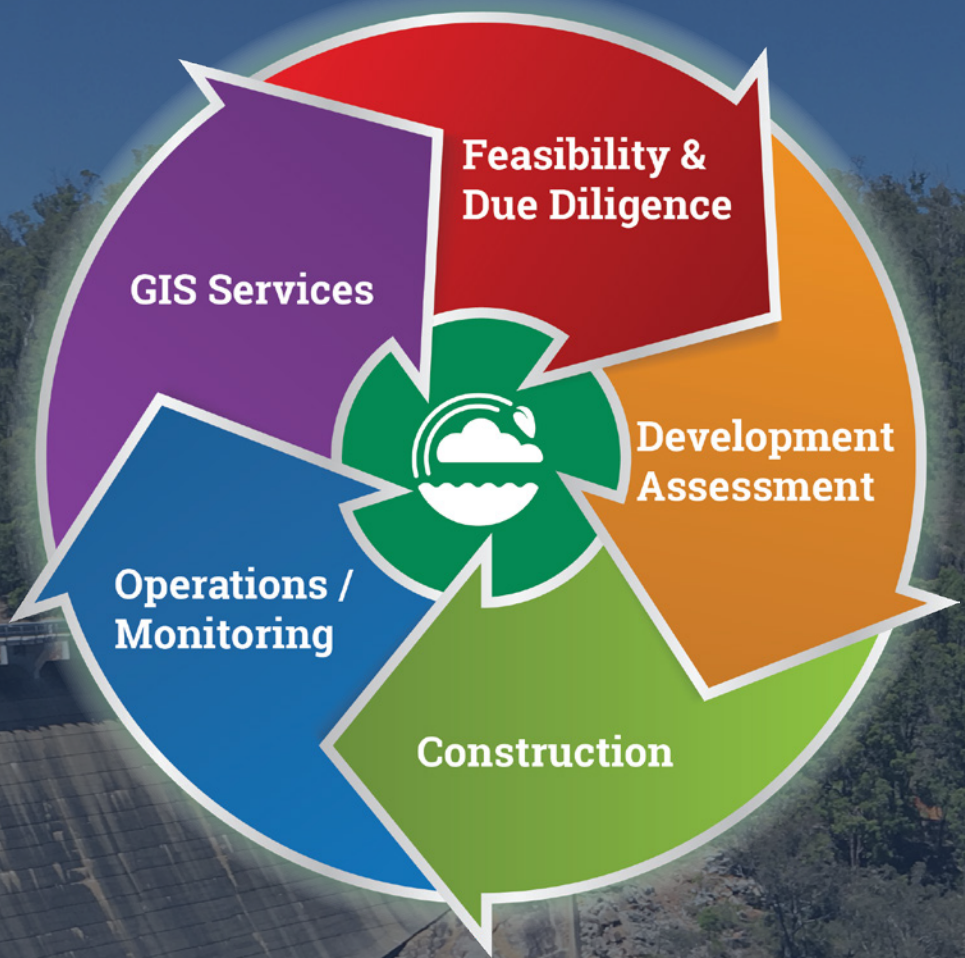 Feasibility &
Due Diligence
GIS Services
Development
Assessment
Operations /
Monitoring
Construction